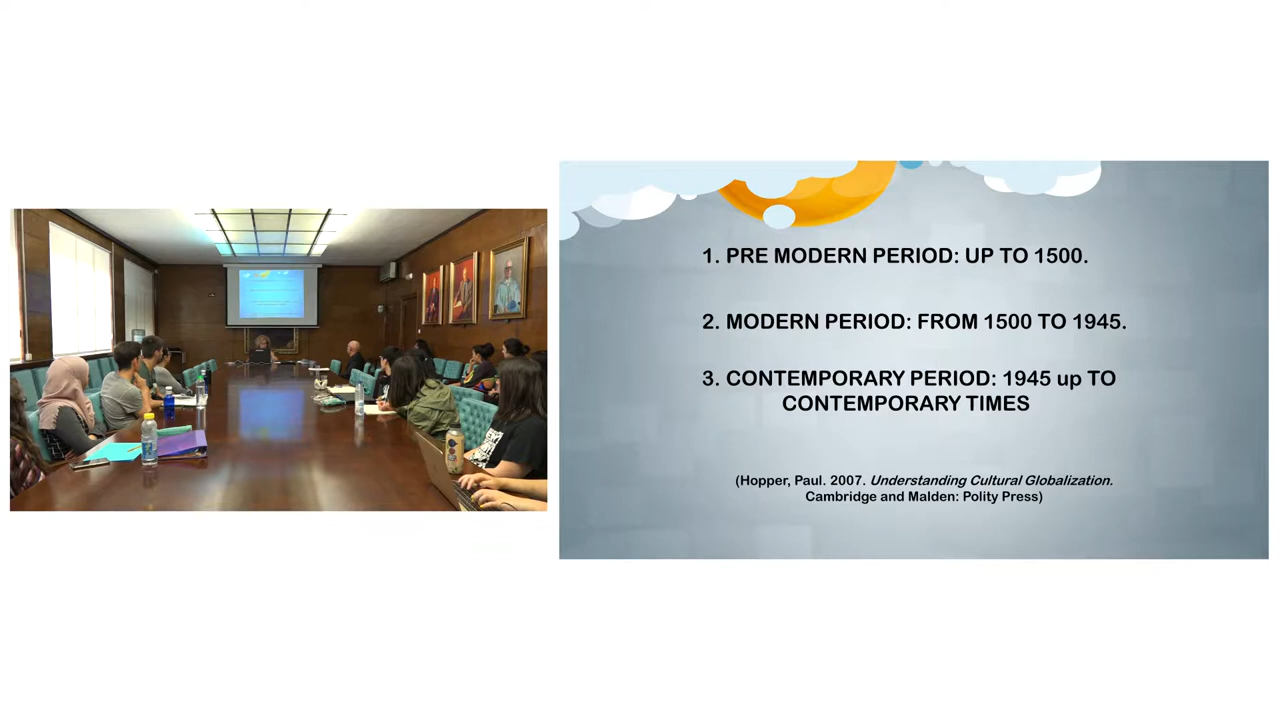 1. PRE MODERN PERIOD: UP TO 1500.
2. MODERN PERIOD: FROM 1500 TO 1945.
3. CONTEMPORARY PERIOD: 1945 up TO
CONTEMPORARY TIMES
(Hopper, Paul. 2007. Understanding Cultural Globalization.
Cambridge and Malden: Polity Press)